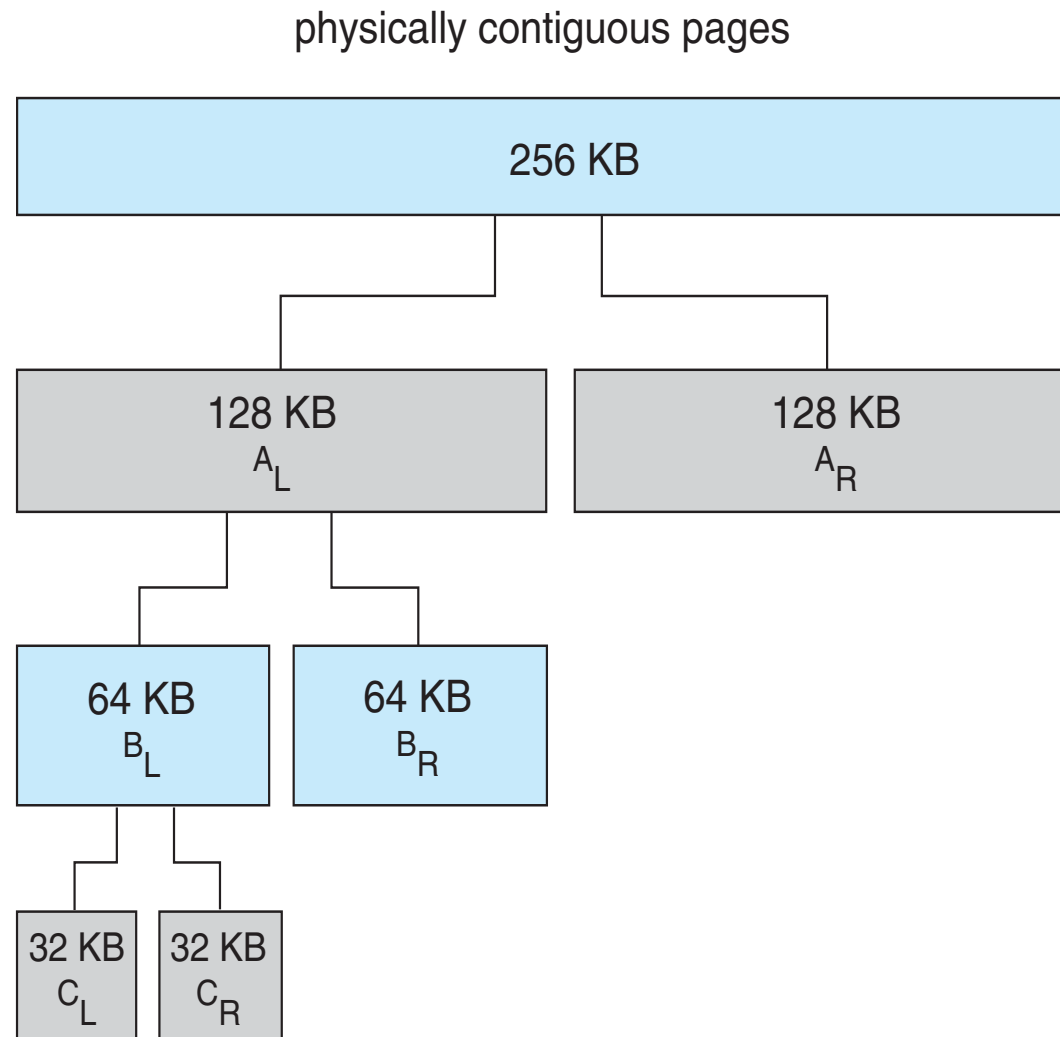 physically contiguous pages
256 KB
128 KB
A_L
128 KB
A_R
64 KB
B_L
64 KB
B_R
32 KB
C_L
32 KB
C_R